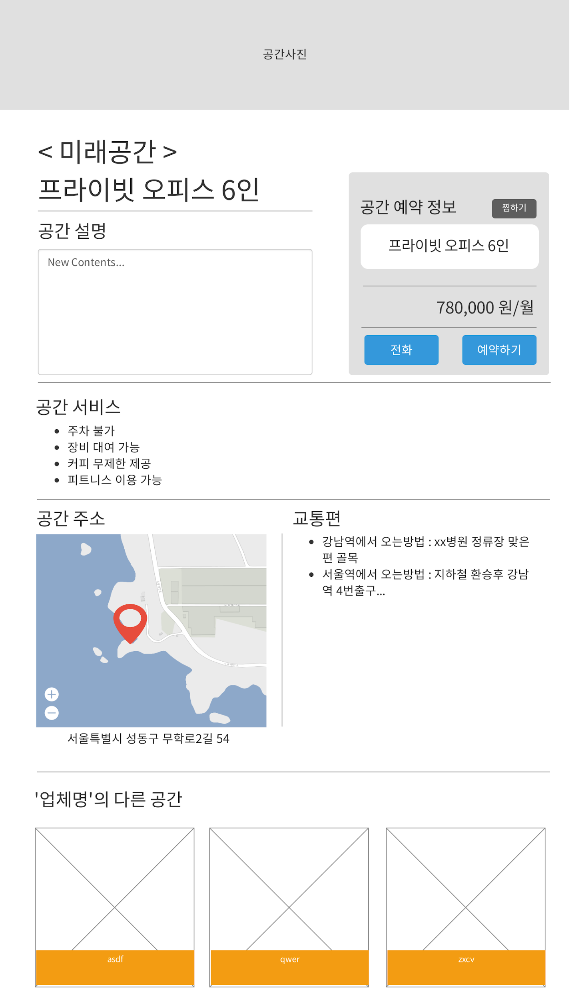 공간사진
< 미래공간 >
프라이빗 오피스 6인
공간 설명
New Contents...
공간 예약 정보
찜하기
프라이빗 오피스 6인
780,000 원/월
전화
예약하기
공간 서비스
주차 불가
장비 대여 가능
커피 무제한 제공
피트니스 이용 가능
공간 주소
서울특별시 성동구 무학로2길 54
교통편
강남역에서 오는방법 : xx병원 정류장 맞은
편 골목
서울역에서 오는방법 : 지하철 환승후 강남
역 4번출구...
'업체명'의 다른 공간
asdf
qwer
zxcv